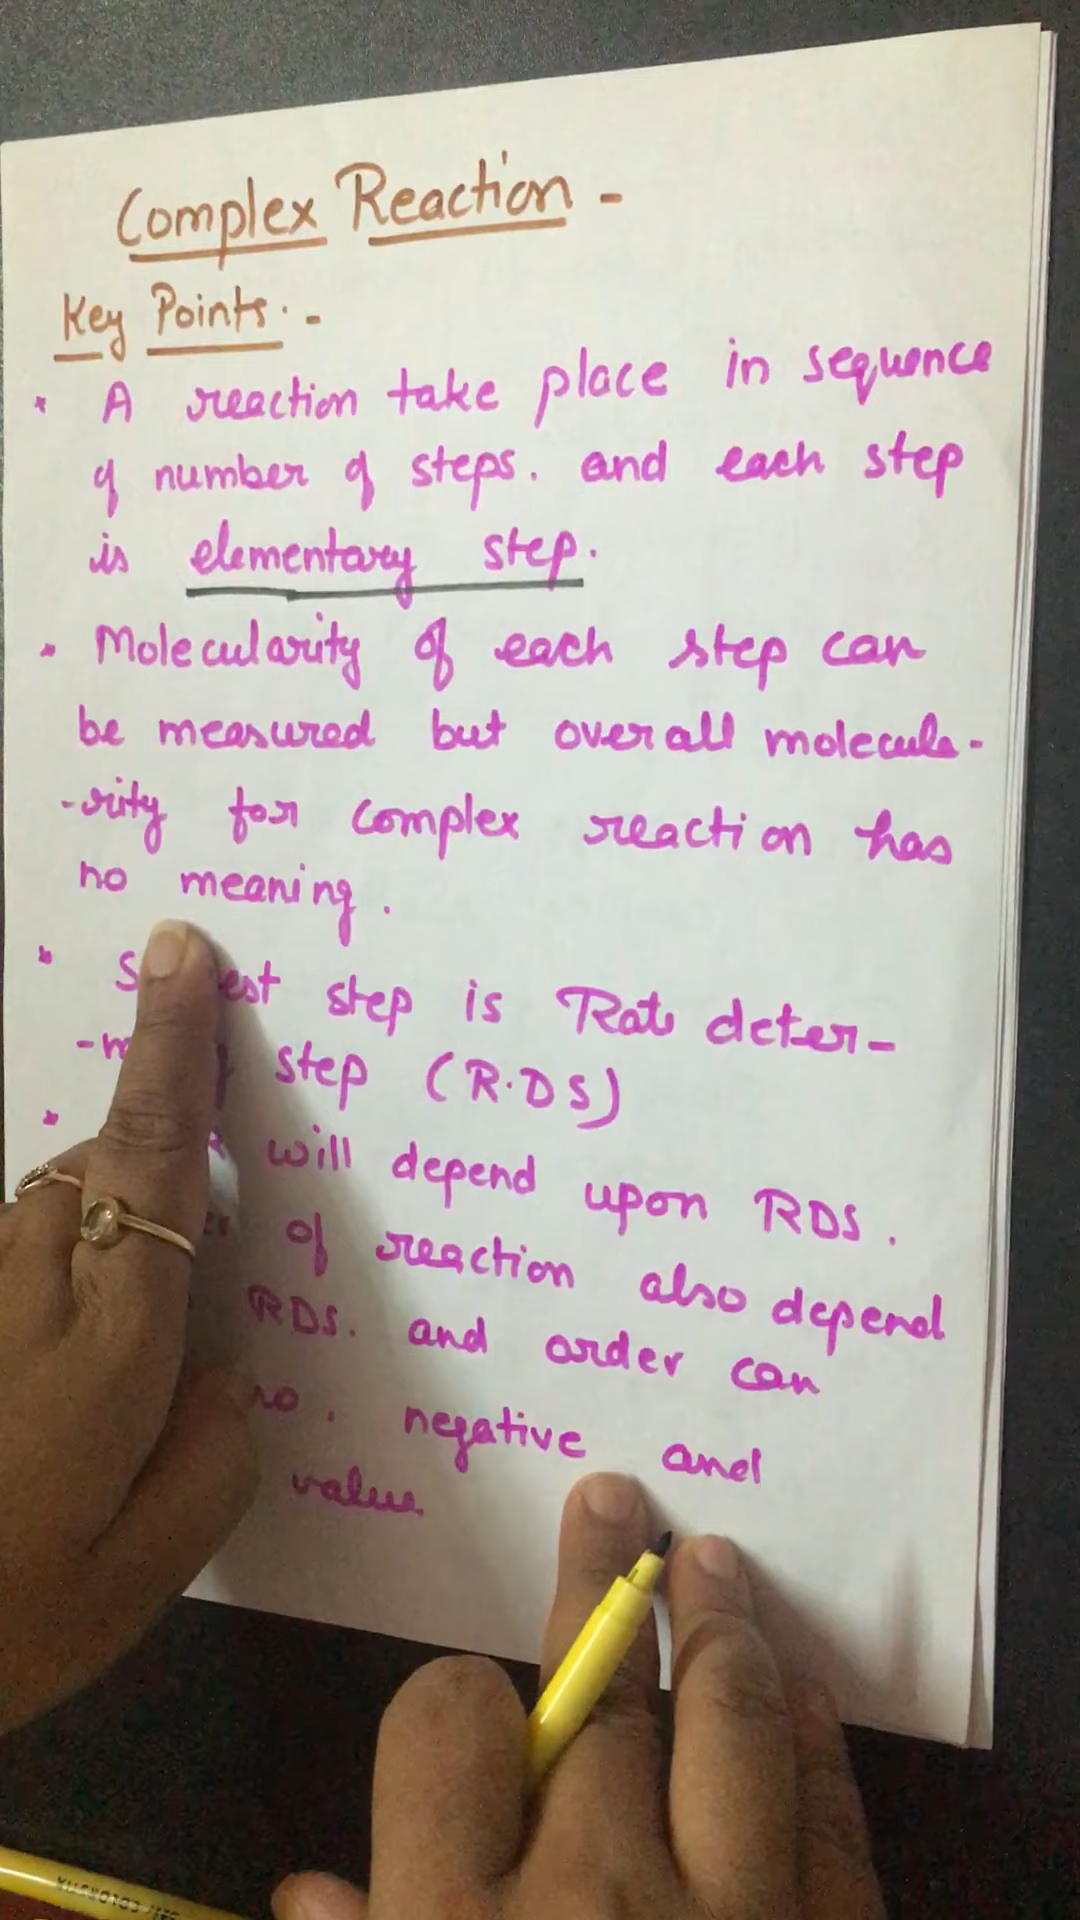 Complex Reaction -
Key Points. -
* A reaction take place in sequence
of number of steps. and each step
is elementary step.
* Molecularity of each step can
be measured but overall molecula-
-rity for complex reaction has
no meaning.
* step is Rate deter-
step (R.DS)
* will depend upon RDS.
of reaction also depend
RDS. and order can
negative and
value